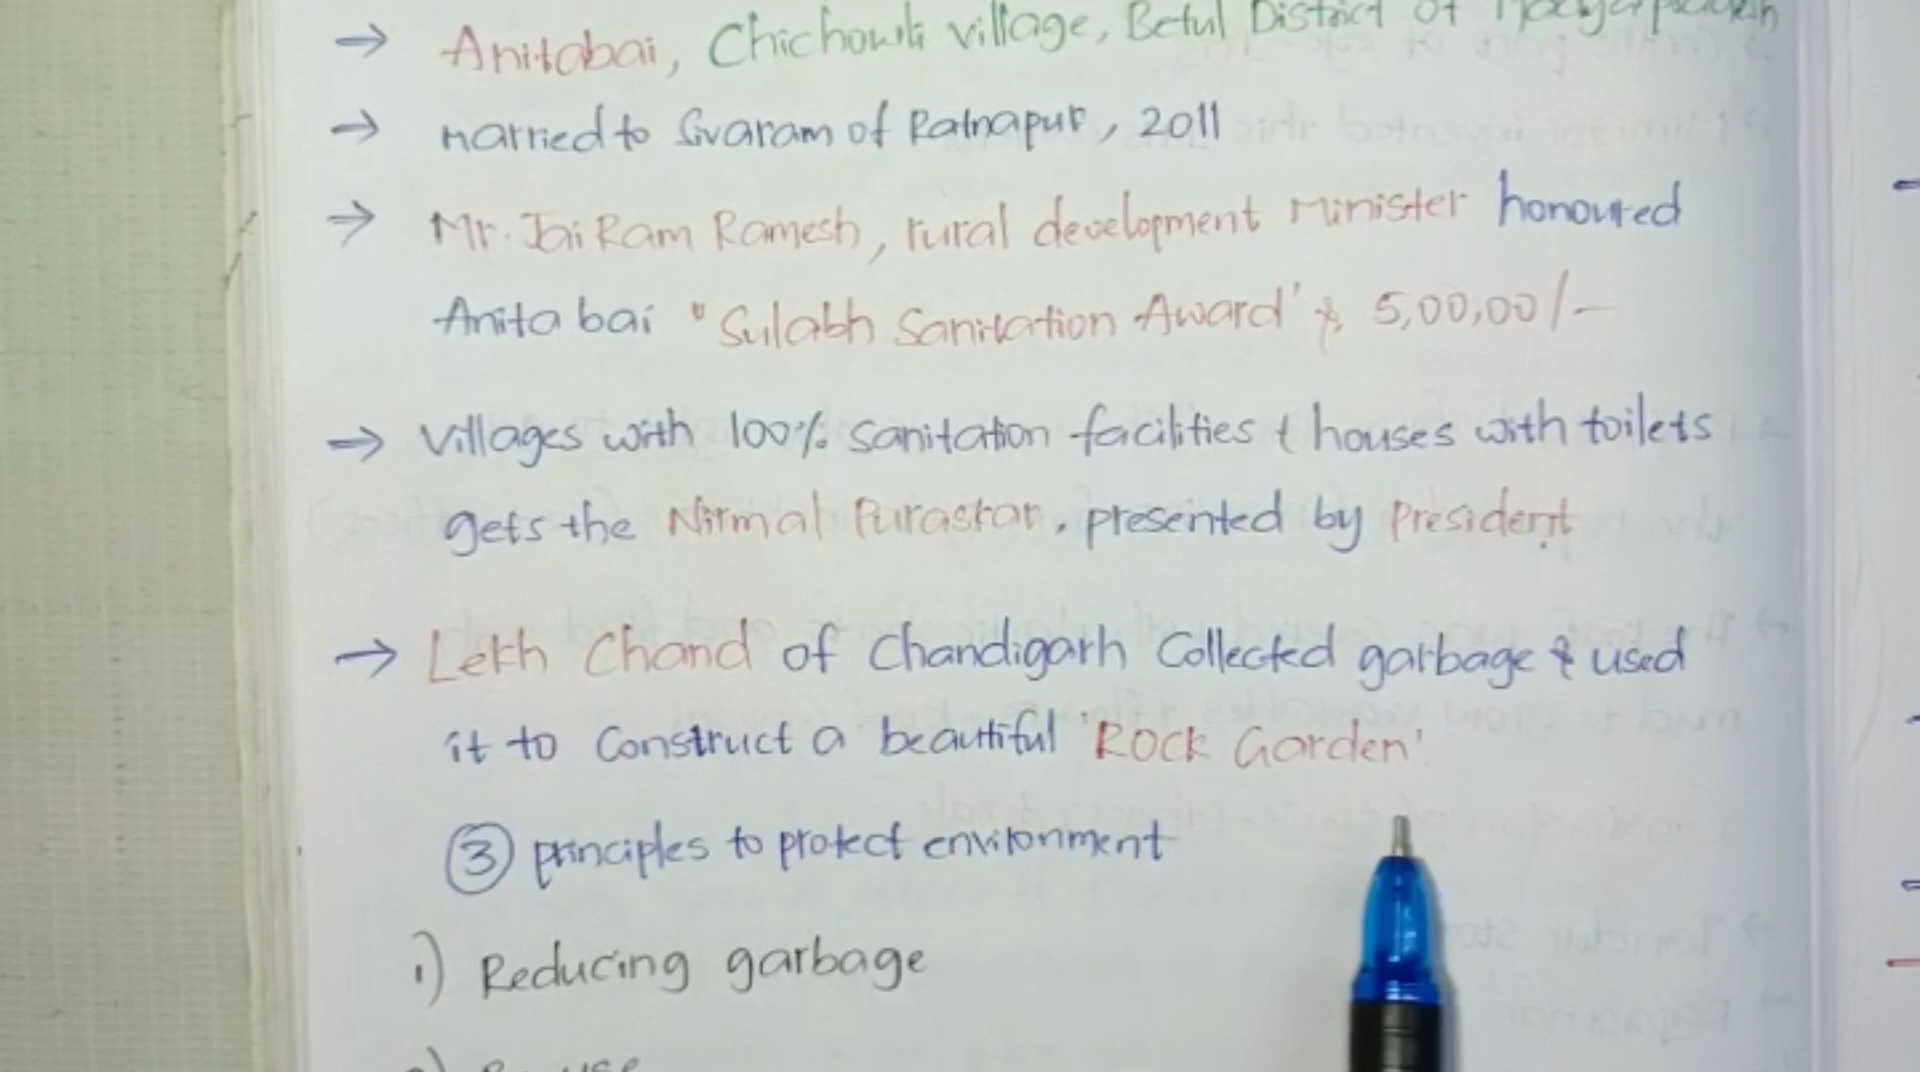 → Anitabai, Chichouli village, Betul District of Madyapradesh
→ married to Sivaram of Ratnapur, 2011
→ Mr. Jai Ram Ramesh, rural development Minister honoured
Anita bai "Sulabh Sanitation Award' & 5,00,00/-
→ Villages with 100% sanitation facilities & houses with toilets
gets the Nirmal Puraskar, presented by President
→ Lekh Chand of Chandigarh Collected garbage & used
it to Construct a beautiful 'Rock Garden'
③ principles to protect environment
i) Reducing garbage